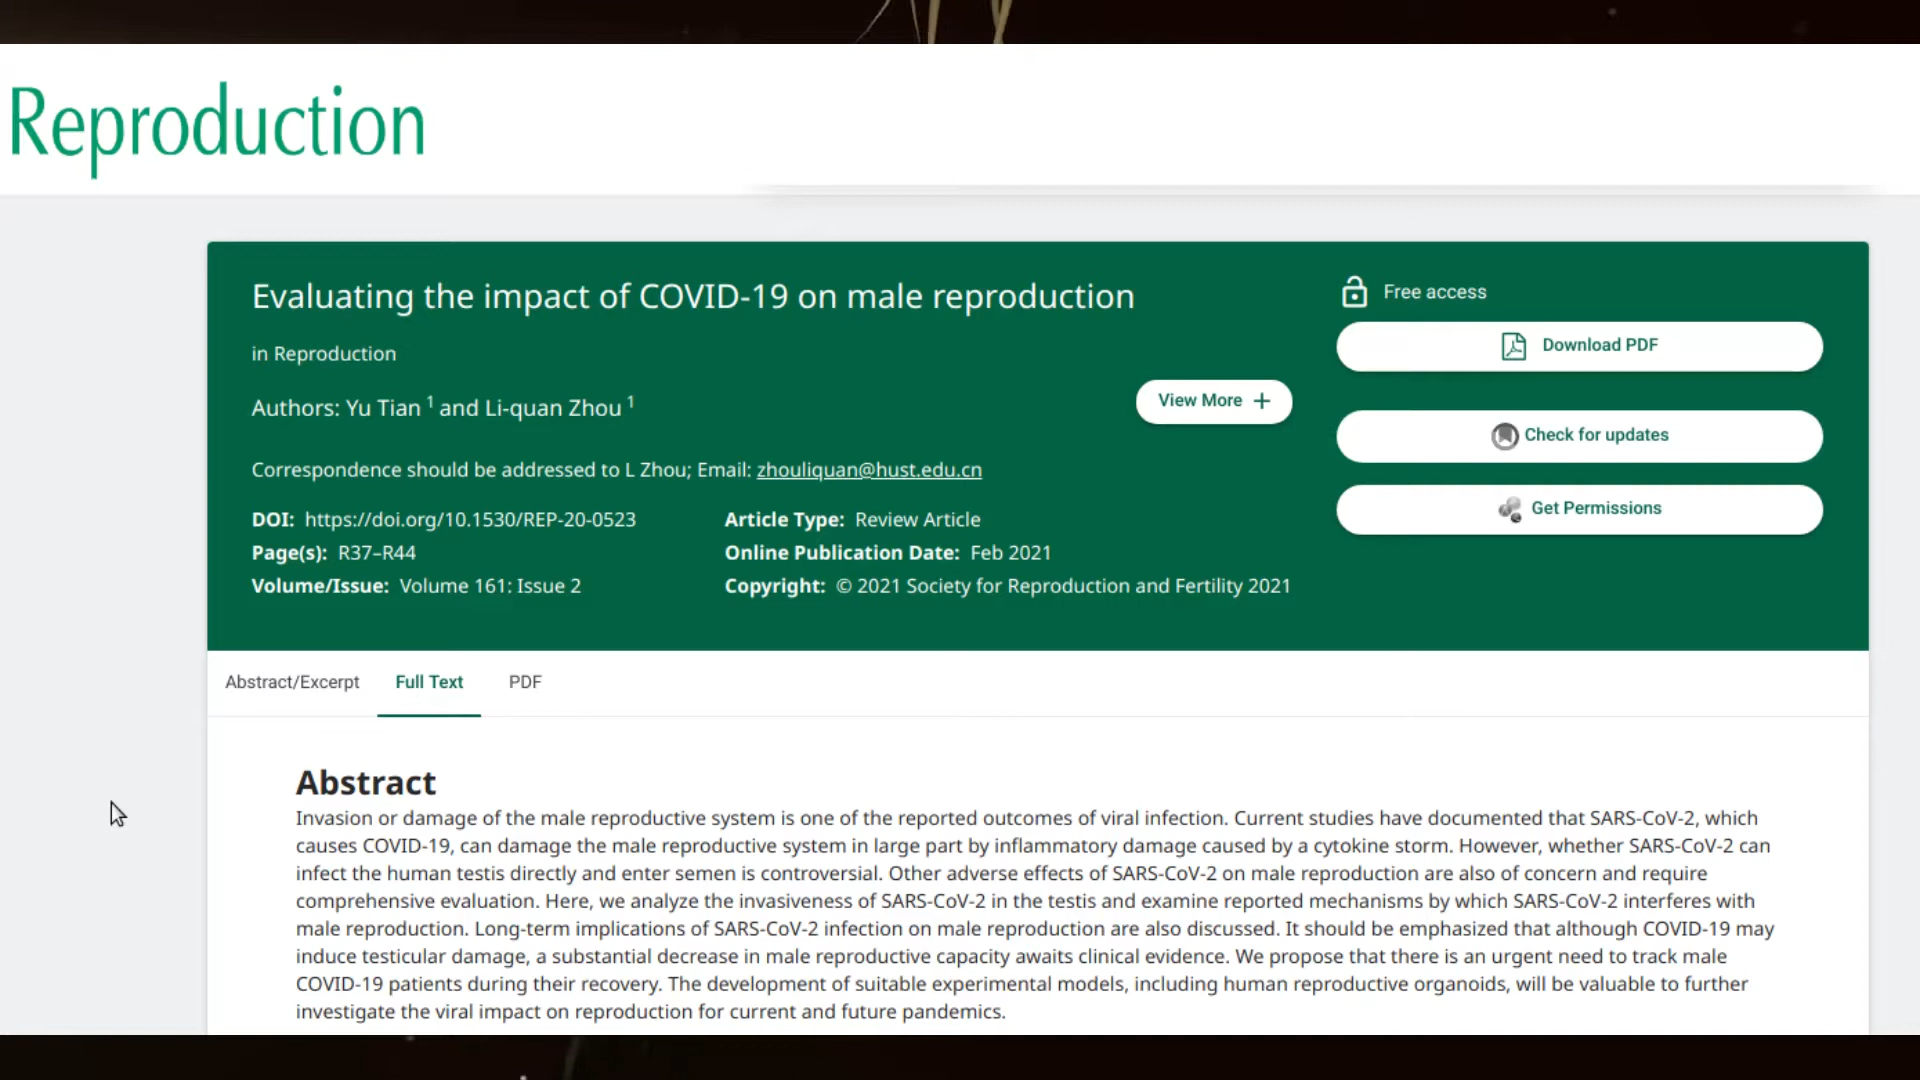 Reproduction
Evaluating the impact of COVID-19 on male reproduction
in Reproduction
Authors: Yu Tian 1 and Li-quan Zhou 1
View More +
Correspondence should be addressed to L Zhou; Email: zhouliquan@hust.edu.cn
DOI: https://doi.org/10.1530/REP-20-0523
Page(s): R37–R44
Volume/Issue: Volume 161: Issue 2
Article Type: Review Article
Online Publication Date: Feb 2021
Copyright: © 2021 Society for Reproduction and Fertility 2021
Free access
Download PDF
Check for updates
Get Permissions
Abstract/Excerpt
Full Text
PDF
Abstract
Invasion or damage of the male reproductive system is one of the reported outcomes of viral infection. Current studies have documented that SARS-CoV-2, which
causes COVID-19, can damage the male reproductive system in large part by inflammatory damage caused by a cytokine storm. However, whether SARS-CoV-2 can
infect the human testis directly and enter semen is controversial. Other adverse effects of SARS-CoV-2 on male reproduction are also of concern and require
comprehensive evaluation. Here, we analyze the invasiveness of SARS-CoV-2 in the testis and examine reported mechanisms by which SARS-CoV-2 interferes with
male reproduction. Long-term implications of SARS-CoV-2 infection on male reproduction are also discussed. It should be emphasized that although COVID-19 may
induce testicular damage, a substantial decrease in male reproductive capacity awaits clinical evidence. We propose that there is an urgent need to track male
COVID-19 patients during their recovery. The development of suitable experimental models, including human reproductive organoids, will be valuable to further
investigate the viral impact on reproduction for current and future pandemics.